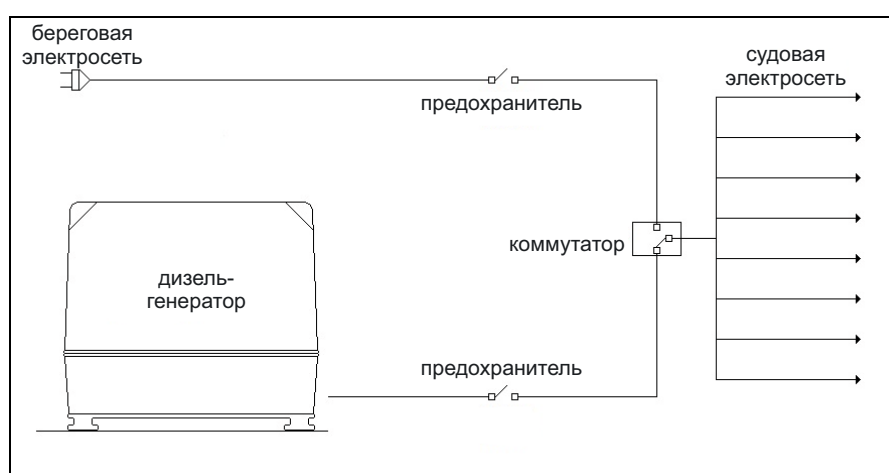 береговая
электросеть
предохранитель
судовая
электросеть
коммутатор
дизель-
генератор
предохранитель